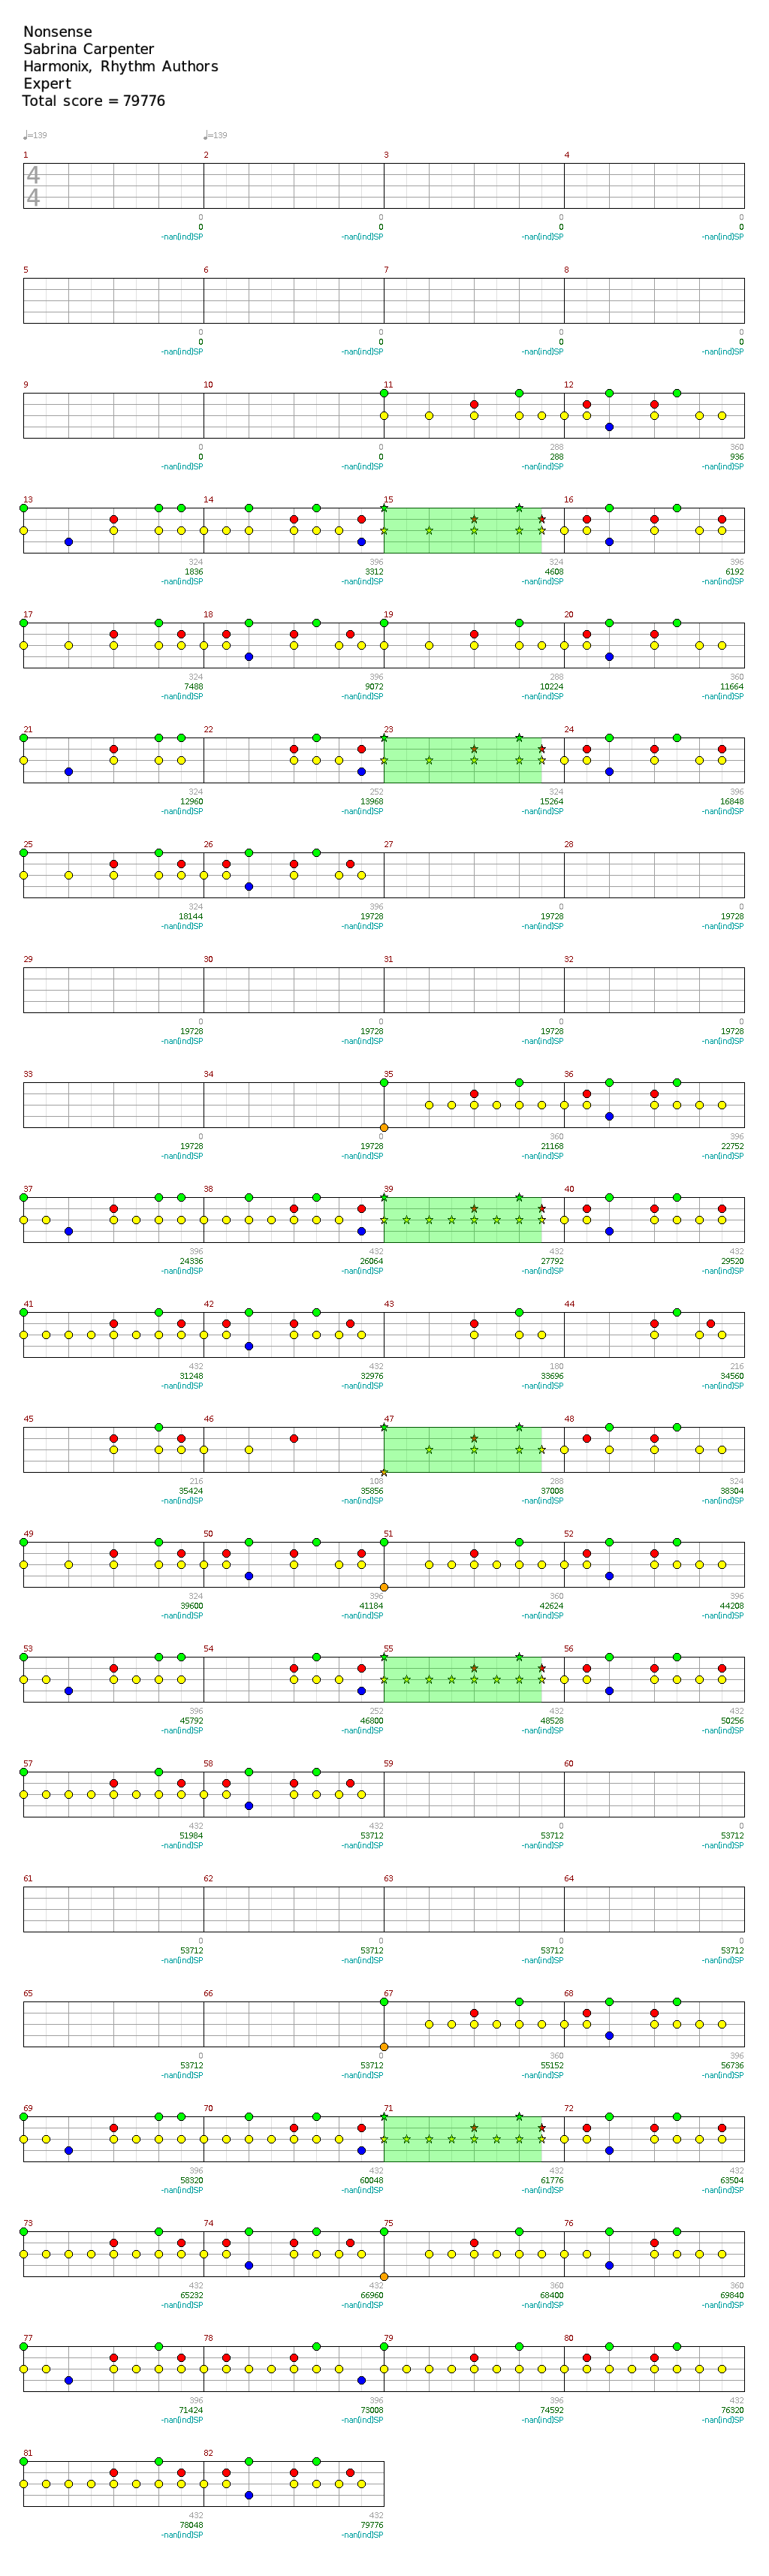 Nonsense
Sabrina Carpenter
Harmonix, Rhythm Authors
Expert
Total score = 79776
♩=139 ♩=139
1 2 3 4
4
4
0 0 0 0
0 0 0 0
-nan(ind)SP -nan(ind)SP -nan(ind)SP -nan(ind)SP
5 6 7 8
0 0 0 0
0 0 0 0
-nan(ind)SP -nan(ind)SP -nan(ind)SP -nan(ind)SP
9 10 11 12
0 0 288 360
0 0 288 936
-nan(ind)SP -nan(ind)SP -nan(ind)SP -nan(ind)SP
13 14 15 16
324 396 324 396
1836 3312 4608 6192
-nan(ind)SP -nan(ind)SP -nan(ind)SP -nan(ind)SP
17 18 19 20
324 396 288 360
7488 9072 10224 11664
-nan(ind)SP -nan(ind)SP -nan(ind)SP -nan(ind)SP
21 22 23 24
324 252 324 396
12960 13968 15264 16848
-nan(ind)SP -nan(ind)SP -nan(ind)SP -nan(ind)SP
25 26 27 28
324 396 0 0
18144 19728 19728 19728
-nan(ind)SP -nan(ind)SP -nan(ind)SP -nan(ind)SP
29 30 31 32
0 0 0 0
19728 19728 19728 19728
-nan(ind)SP -nan(ind)SP -nan(ind)SP -nan(ind)SP
33 34 35 36
0 0 360 396
19728 19728 21168 22752
-nan(ind)SP -nan(ind)SP -nan(ind)SP -nan(ind)SP
37 38 39 40
396 432 432 432
24336 26064 27792 29520
-nan(ind)SP -nan(ind)SP -nan(ind)SP -nan(ind)SP
41 42 43 44
432 432 180 216
31248 32976 33696 34560
-nan(ind)SP -nan(ind)SP -nan(ind)SP -nan(ind)SP
45 46 47 48
216 108 288 324
35424 35856 37008 38304
-nan(ind)SP -nan(ind)SP -nan(ind)SP -nan(ind)SP
49 50 51 52
324 396 360 396
39600 41184 42624 44208
-nan(ind)SP -nan(ind)SP -nan(ind)SP -nan(ind)SP
53 54 55 56
396 252 432 432
45792 46800 48528 50256
-nan(ind)SP -nan(ind)SP -nan(ind)SP -nan(ind)SP
57 58 59 60
432 432 0 0
51984 53712 53712 53712
-nan(ind)SP -nan(ind)SP -nan(ind)SP -nan(ind)SP
61 62 63 64
0 0 0 0
53712 53712 53712 53712
-nan(ind)SP -nan(ind)SP -nan(ind)SP -nan(ind)SP
65 66 67 68
0 0 360 396
53712 53712 55152 56736
-nan(ind)SP -nan(ind)SP -nan(ind)SP -nan(ind)SP
69 70 71 72
396 432 432 432
58320 60048 61776 63504
-nan(ind)SP -nan(ind)SP -nan(ind)SP -nan(ind)SP
73 74 75 76
432 432 360 360
65232 66960 68400 69840
-nan(ind)SP -nan(ind)SP -nan(ind)SP -nan(ind)SP
77 78 79 80
396 396 396 432
71424 73008 74592 76320
-nan(ind)SP -nan(ind)SP -nan(ind)SP -nan(ind)SP
81 82
432 432
78048 79776
-nan(ind)SP -nan(ind)SP